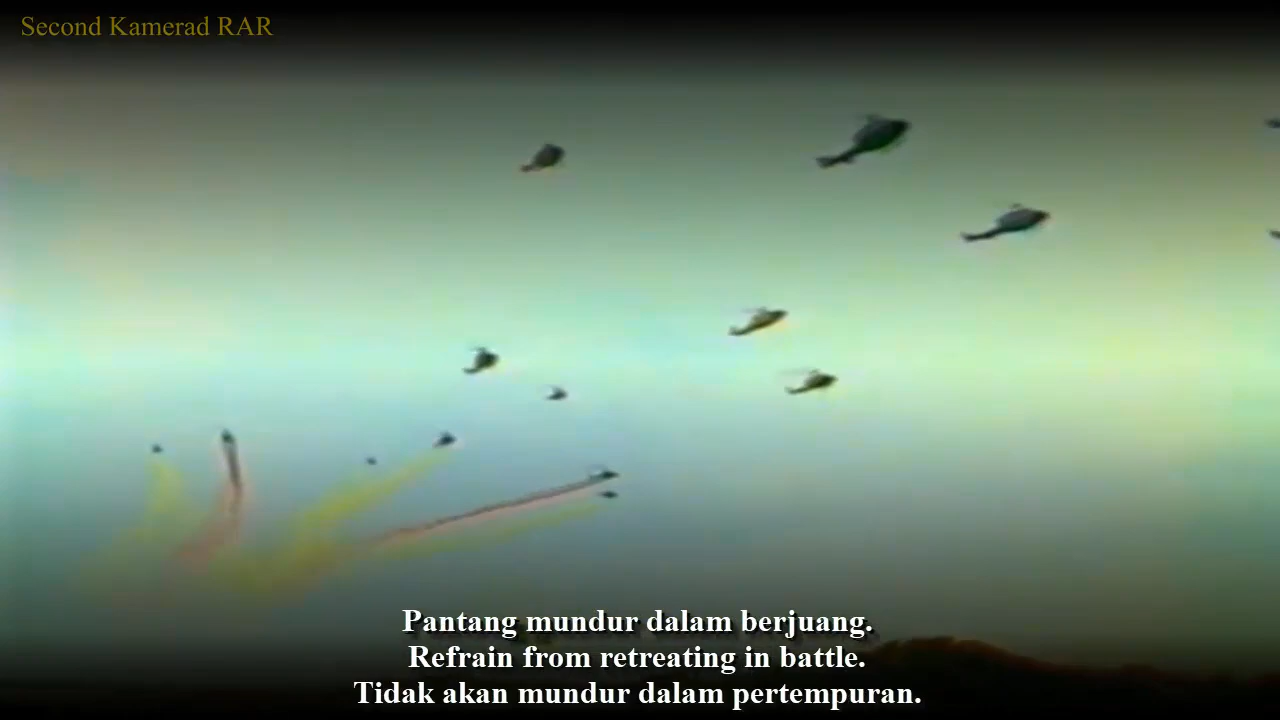 Second Kamerad RAR
Pantang mundur dalam berjuang.
Refrain from retreating in battle.
Tidak akan mundur dalam pertempuran.